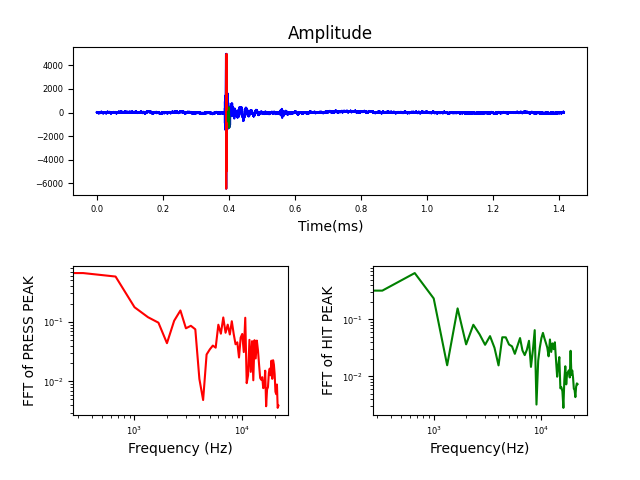 Amplitude
4000
2000
0
−2000
−4000
−6000
0.0 0.2 0.4 0.6 0.8 1.0 1.2 1.4
Time(ms)
FFT of PRESS PEAK
10⁻¹
10⁻²
10³ 10⁴
Frequency (Hz)
FFT of HIT PEAK
10⁻¹
10⁻²
10³ 10⁴
Frequency(Hz)